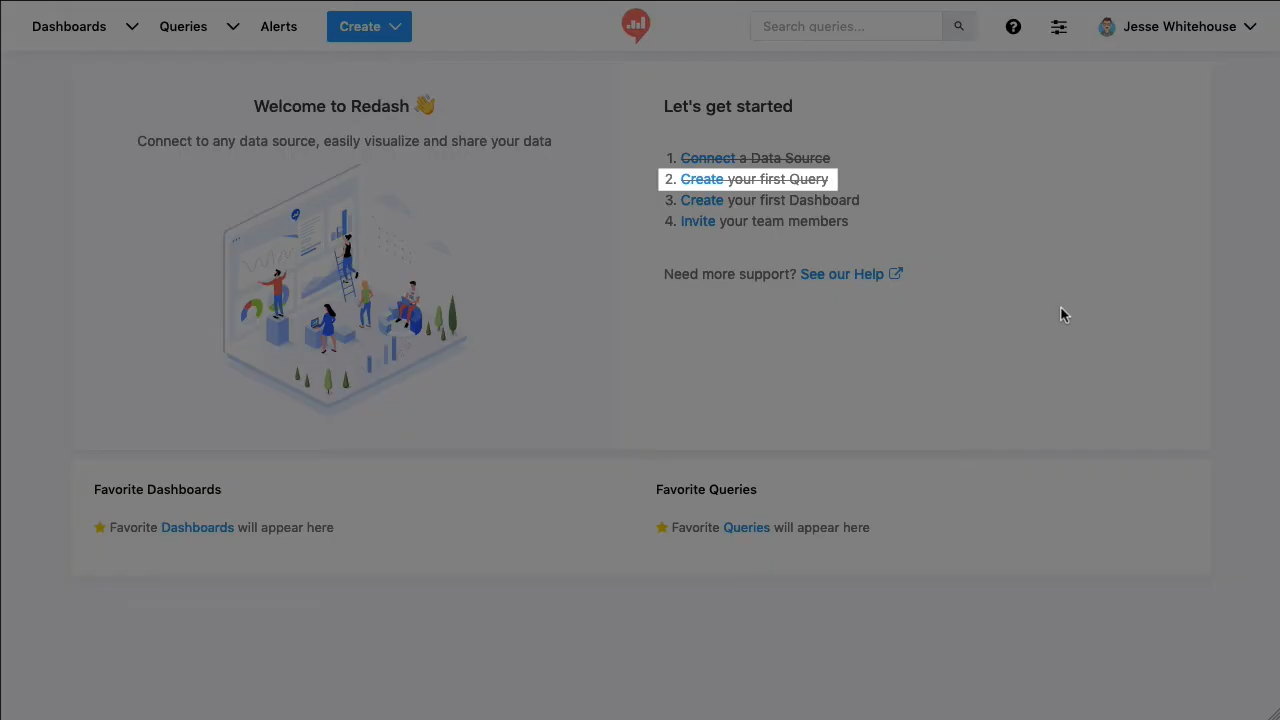 Dashboards Queries Alerts Create Search queries... Jesse Whitehouse
Welcome to Redash
Connect to any data source, easily visualize and share your data
Let's get started
1. Connect a Data Source
2. Create your first Query
3. Create your first Dashboard
4. Invite your team members
Need more support? See our Help
Favorite Dashboards
Favorite Dashboards will appear here
Favorite Queries
Favorite Queries will appear here